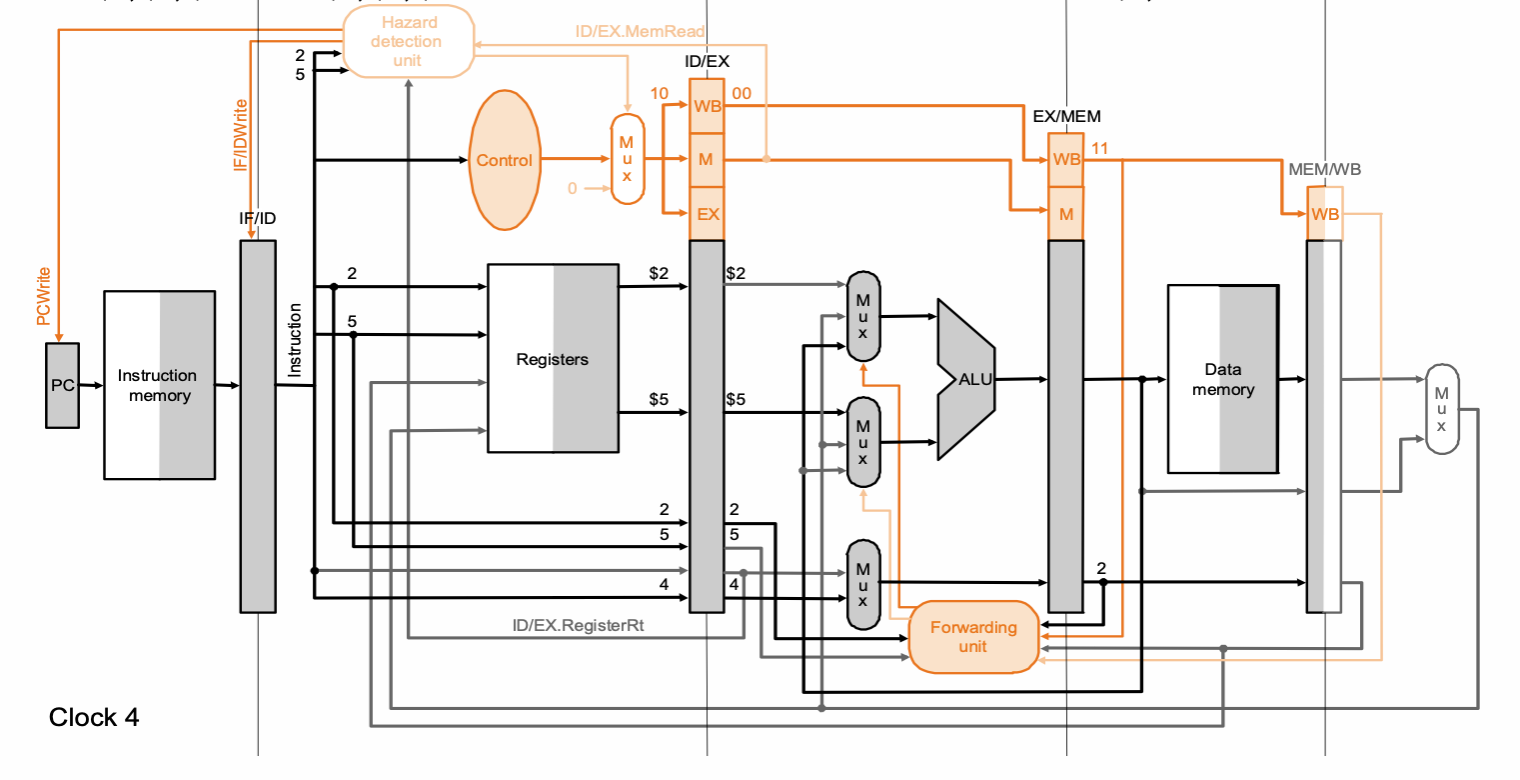 Hazard
detection
unit
ID/EX.MemRead
2
5
ID/EX
10
WB
00
EX/MEM
IF/IDWrite
Control
M
u
x
M
WB
11
MEM/WB
0
EX
M
WB
IF/ID
PCWrite
2
$2
$2
Instruction
5
M
u
x
PC
Instruction
memory
Registers
ALU
Data
memory
M
u
x
$5
$5
M
u
x
2
2
5
5
M
u
x
2
4
4
ID/EX.RegisterRt
Forwarding
unit
Clock 4